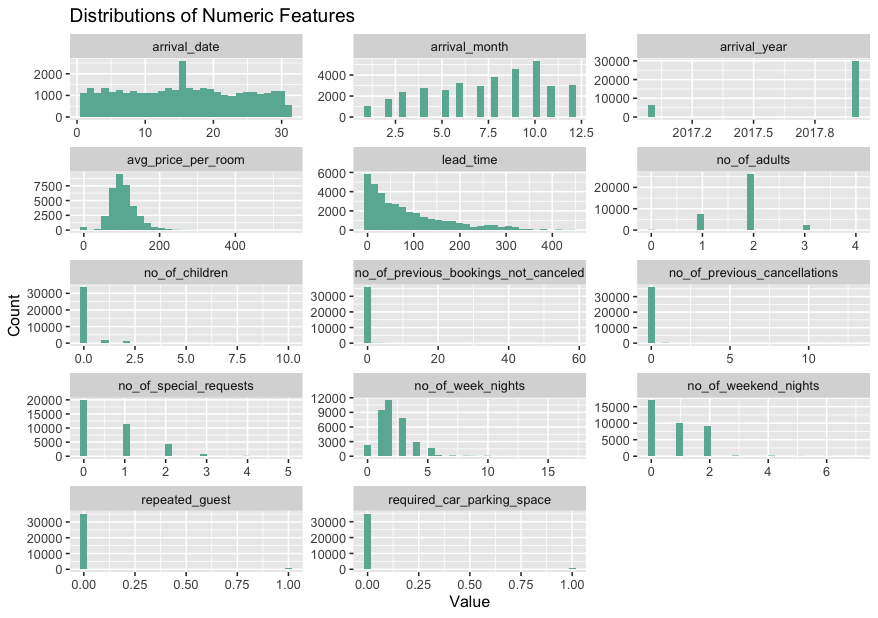 Distributions of Numeric Features
arrival_date
arrival_month
arrival_year
2000
1000
0
0 10 20 30
4000
2000
0
2.5 5.0 7.5 10.0 12.5
30000
20000
10000
0
2017.2 2017.5 2017.8
avg_price_per_room
lead_time
no_of_adults
7500
5000
2500
0
0 200 400
6000
4000
2000
0
0 100 200 300 400
20000
10000
0
0 1 2 3 4
no_of_children
no_of_previous_bookings_not_canceled
no_of_previous_cancellations
30000
20000
10000
0
0.0 2.5 5.0 7.5 10.0
30000
20000
10000
0
0 20 40 60
30000
20000
10000
0
0 5 10
no_of_special_requests
no_of_week_nights
no_of_weekend_nights
20000
15000
10000
5000
0
0 1 2 3 4 5
12000
9000
6000
3000
0
0 5 10 15
15000
10000
5000
0
0 2 4 6
repeated_guest
required_car_parking_space
30000
20000
10000
0
0.00 0.25 0.50 0.75 1.00
30000
20000
10000
0
0.00 0.25 0.50 0.75 1.00
Count
Value